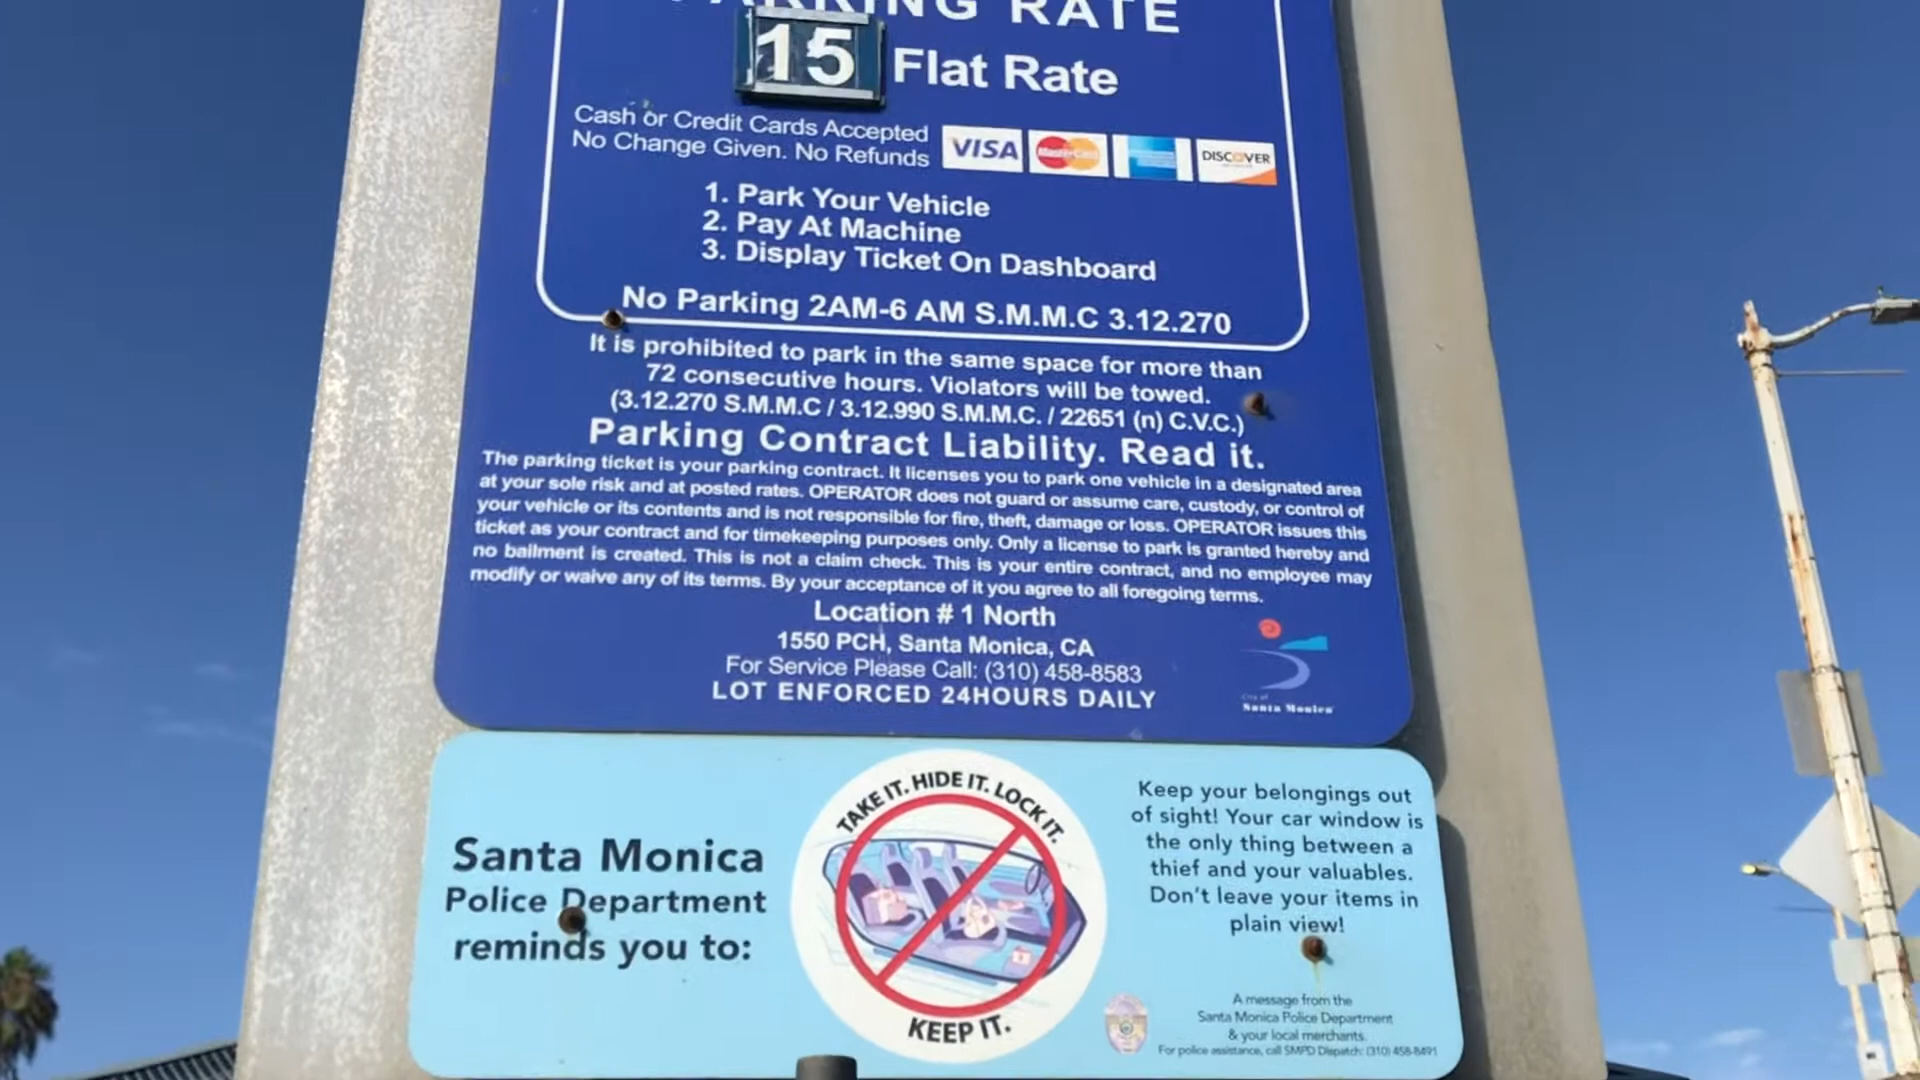 PARKING RATE
15 Flat Rate
Cash or Credit Cards Accepted
No Change Given. No Refunds
VISA MasterCard DISCOVER
1. Park Your Vehicle
2. Pay At Machine
3. Display Ticket On Dashboard
No Parking 2AM-6 AM S.M.M.C 3.12.270
It is prohibited to park in the same space for more than
72 consecutive hours. Violators will be towed.
(3.12.270 S.M.M.C / 3.12.990 S.M.M.C. / 22651 (n) C.V.C.)
Parking Contract Liability. Read it.
The parking ticket is your parking contract. It licenses you to park one vehicle in a designated area
at your sole risk and at posted rates. OPERATOR does not guard or assume care, custody, or control of
your vehicle or its contents and is not responsible for fire, theft, damage or loss. OPERATOR issues this
ticket as your contract and for timekeeping purposes only. Only a license to park is granted hereby and
no bailment is created. This is not a claim check. This is your entire contract, and no employee may
modify or waive any of its terms. By your acceptance of it you agree to all foregoing terms.
Location # 1 North
1550 PCH, Santa Monica, CA
For Service Please Call: (310) 458-8583
LOT ENFORCED 24HOURS DAILY
City of
Santa Monica
Santa Monica
Police Department
reminds you to:
TAKE IT. HIDE IT. LOCK IT.
KEEP IT.
Keep your belongings out
of sight! Your car window is
the only thing between a
thief and your valuables.
Don't leave your items in
plain view!
A message from the
Santa Monica Police Department
& your local merchants.
For police assistance, call SMPD Dispatch: (310) 458-8491